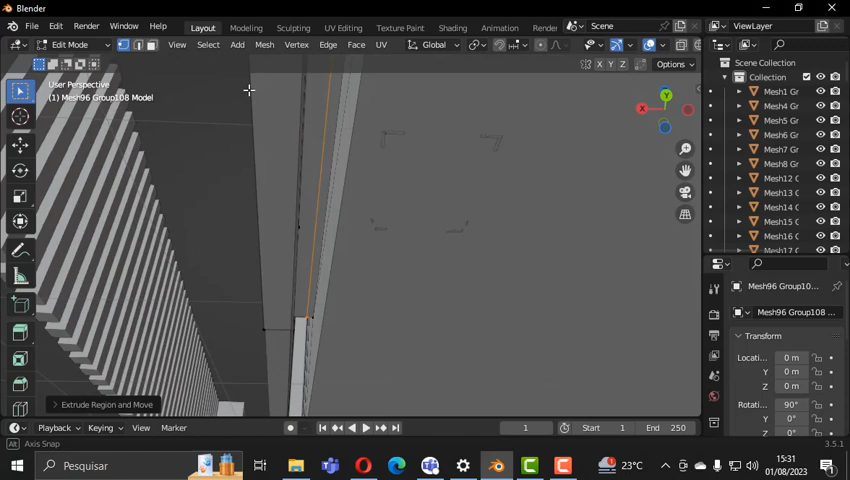 Blender
File Edit Render Window Help Layout Modeling Sculpting UV Editing Texture Paint Shading Animation Render Scene ViewLayer
Edit Mode View Select Add Mesh Vertex Edge Face UV Global
X Y Z Options
User Perspective
(1) Mesh96 Group108 Model
Y
X
Scene Collection
Collection
Mesh1 Gr
Mesh4 Gr
Mesh5 Gr
Mesh6 Gr
Mesh7 Gr
Mesh8 Gr
Mesh12 C
Mesh13 C
Mesh14 C
Mesh15 C
Mesh16 C
Mesh17 C
Mesh96 Group10...
Mesh96 Group108 ...
Transform
Locati... 0 m
Y 0 m
Z 0 m
Rotati... 90°
Y 0°
Z 0°
Extrude Region and Move
Playback Keying View Marker 1 Start 1 End 250
Alt Axis Snap 3.5.1
Pesquisar 23°C 15:31
01/08/2023